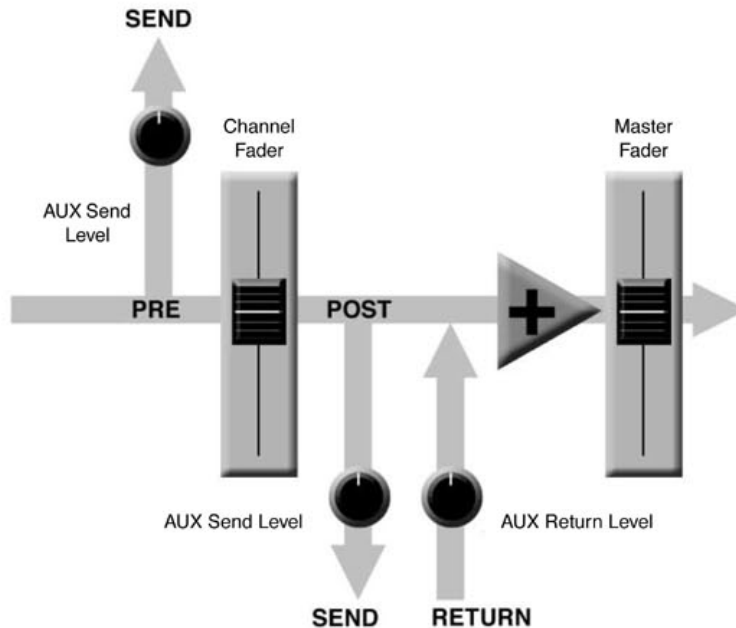 SEND
Channel
Fader
Master
Fader
AUX Send
Level
PRE
POST
AUX Send Level
AUX Return Level
SEND
RETURN